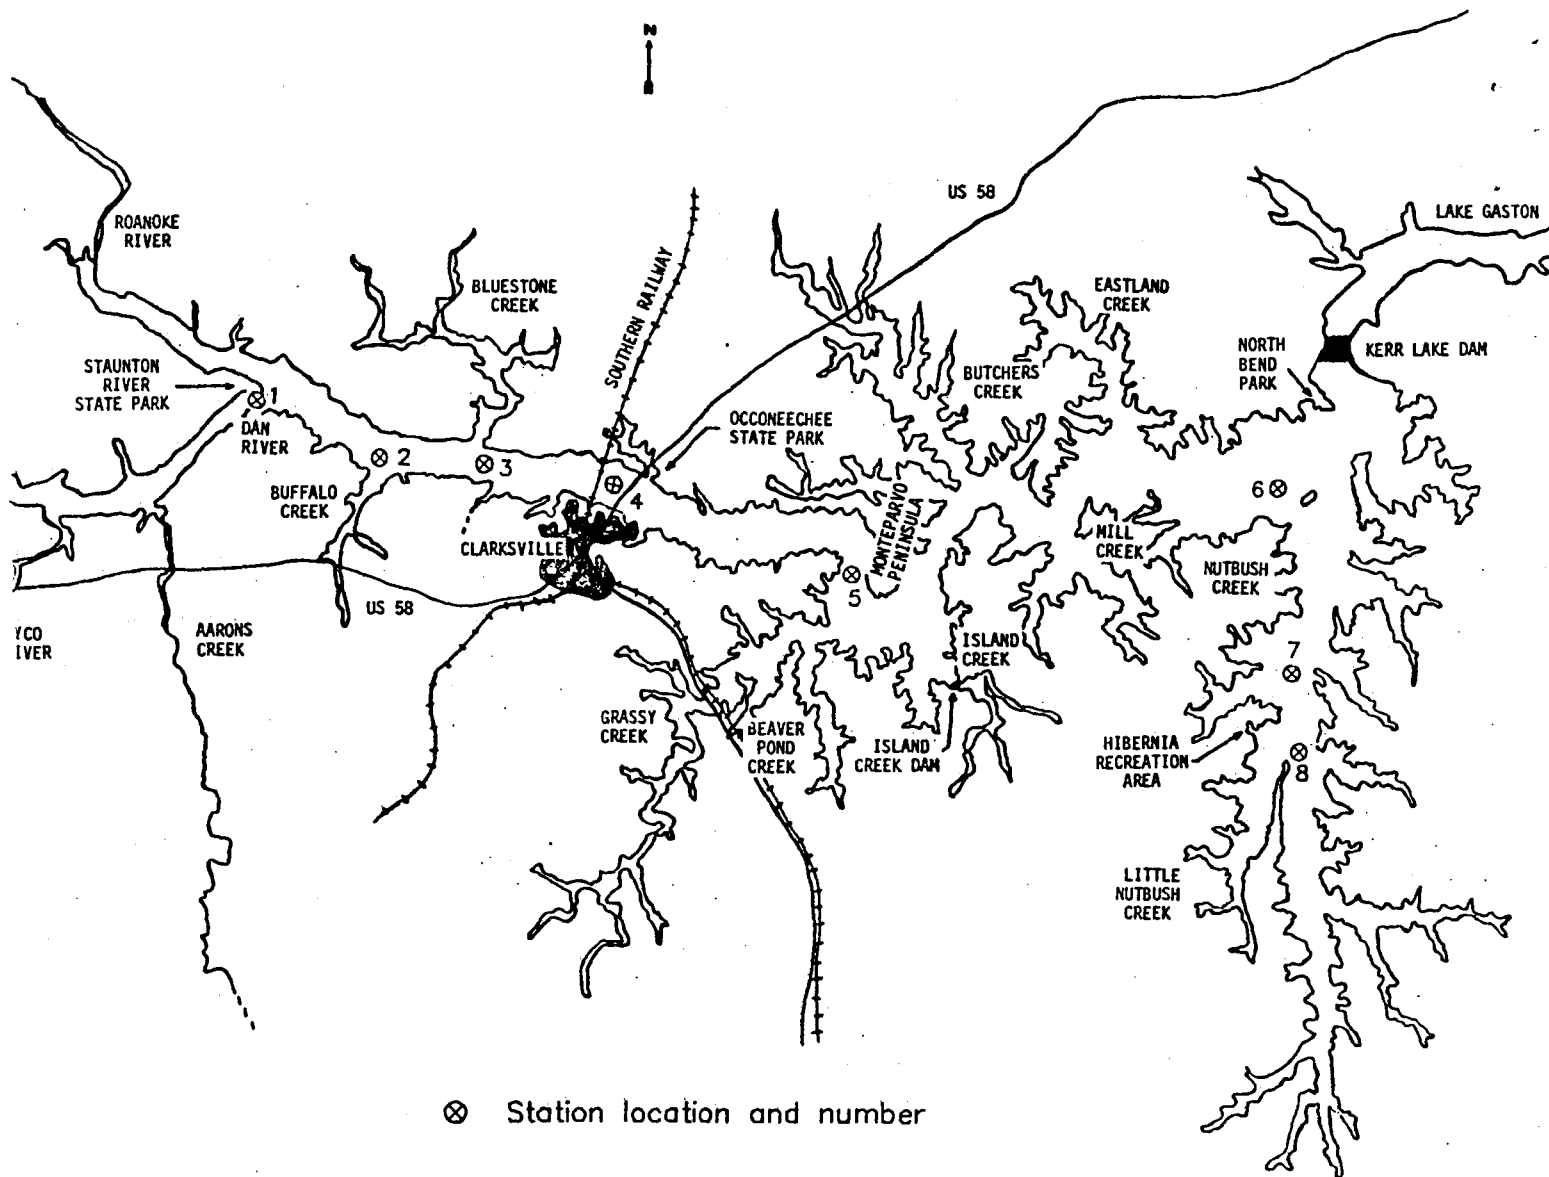 N
US 58
LAKE GASTON
ROANOKE
RIVER
BLUESTONE
CREEK
SOUTHERN RAILWAY
EASTLAND
CREEK
NORTH
BEND
PARK
KERR LAKE DAM
STAUNTON
RIVER
STATE PARK
1
DAN
RIVER
2
3
BUFFALO
CREEK
4
OCCONEECHEE
STATE PARK
BUTCHERS
CREEK
MONTEPARVO
PENINSULA
6
CLARKSVILLE
MILL
CREEK
NUTBUSH
CREEK
5
US 58
YCO
IVER
AARONS
CREEK
ISLAND
CREEK
7
GRASSY
CREEK
BEAVER
POND
CREEK
ISLAND
CREEK DAM
HIBERNIA
RECREATION
AREA
8
LITTLE
NUTBUSH
CREEK
Station location and number